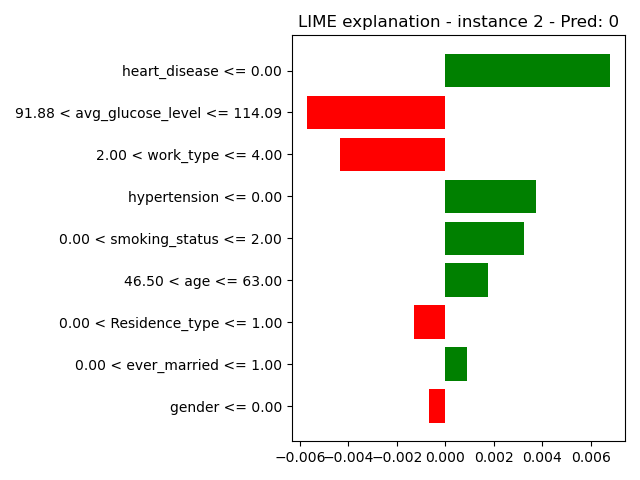 LIME explanation - instance 2 - Pred: 0
heart_disease <= 0.00
91.88 < avg_glucose_level <= 114.09
2.00 < work_type <= 4.00
hypertension <= 0.00
0.00 < smoking_status <= 2.00
46.50 < age <= 63.00
0.00 < Residence_type <= 1.00
0.00 < ever_married <= 1.00
gender <= 0.00
−0.006 −0.004 −0.002 0.000 0.002 0.004 0.006